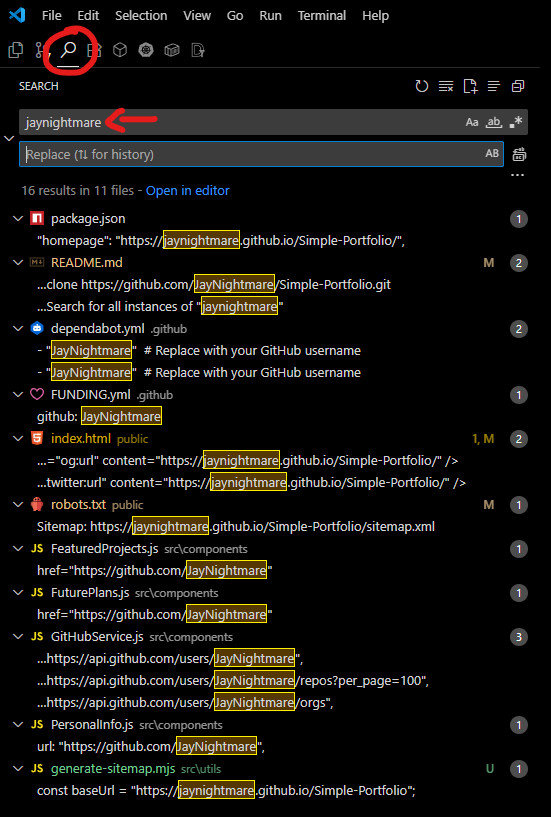 File Edit Selection View Go Run Terminal Help
SEARCH
jaynightmare Aa ab .*
Replace (⇅ for history) AB
...
16 results in 11 files - Open in editor
package.json 1
"homepage": "https://jaynightmare.github.io/Simple-Portfolio/",
README.md M 2
...clone https://github.com/JayNightmare/Simple-Portfolio.git
...Search for all instances of "jaynightmare"
dependabot.yml .github 2
- "JayNightmare" # Replace with your GitHub username
- "JayNightmare" # Replace with your GitHub username
FUNDING.yml .github 1
github: JayNightmare
index.html public 1, M 2
...="og:url" content="https://jaynightmare.github.io/Simple-Portfolio/" />
...twitter:url" content="https://jaynightmare.github.io/Simple-Portfolio/" />
robots.txt public M 1
Sitemap: https://jaynightmare.github.io/Simple-Portfolio/sitemap.xml
JS FeaturedProjects.js src\components 1
href="https://github.com/JayNightmare"
JS FuturePlans.js src\components 1
href="https://github.com/JayNightmare"
JS GitHubService.js src\components 3
...https://api.github.com/users/JayNightmare",
...https://api.github.com/users/JayNightmare/repos?per_page=100",
...https://api.github.com/users/JayNightmare/orgs",
JS PersonalInfo.js src\components 1
url: "https://github.com/JayNightmare",
JS generate-sitemap.mjs src\utils U 1
const baseUrl = "https://jaynightmare.github.io/Simple-Portfolio";